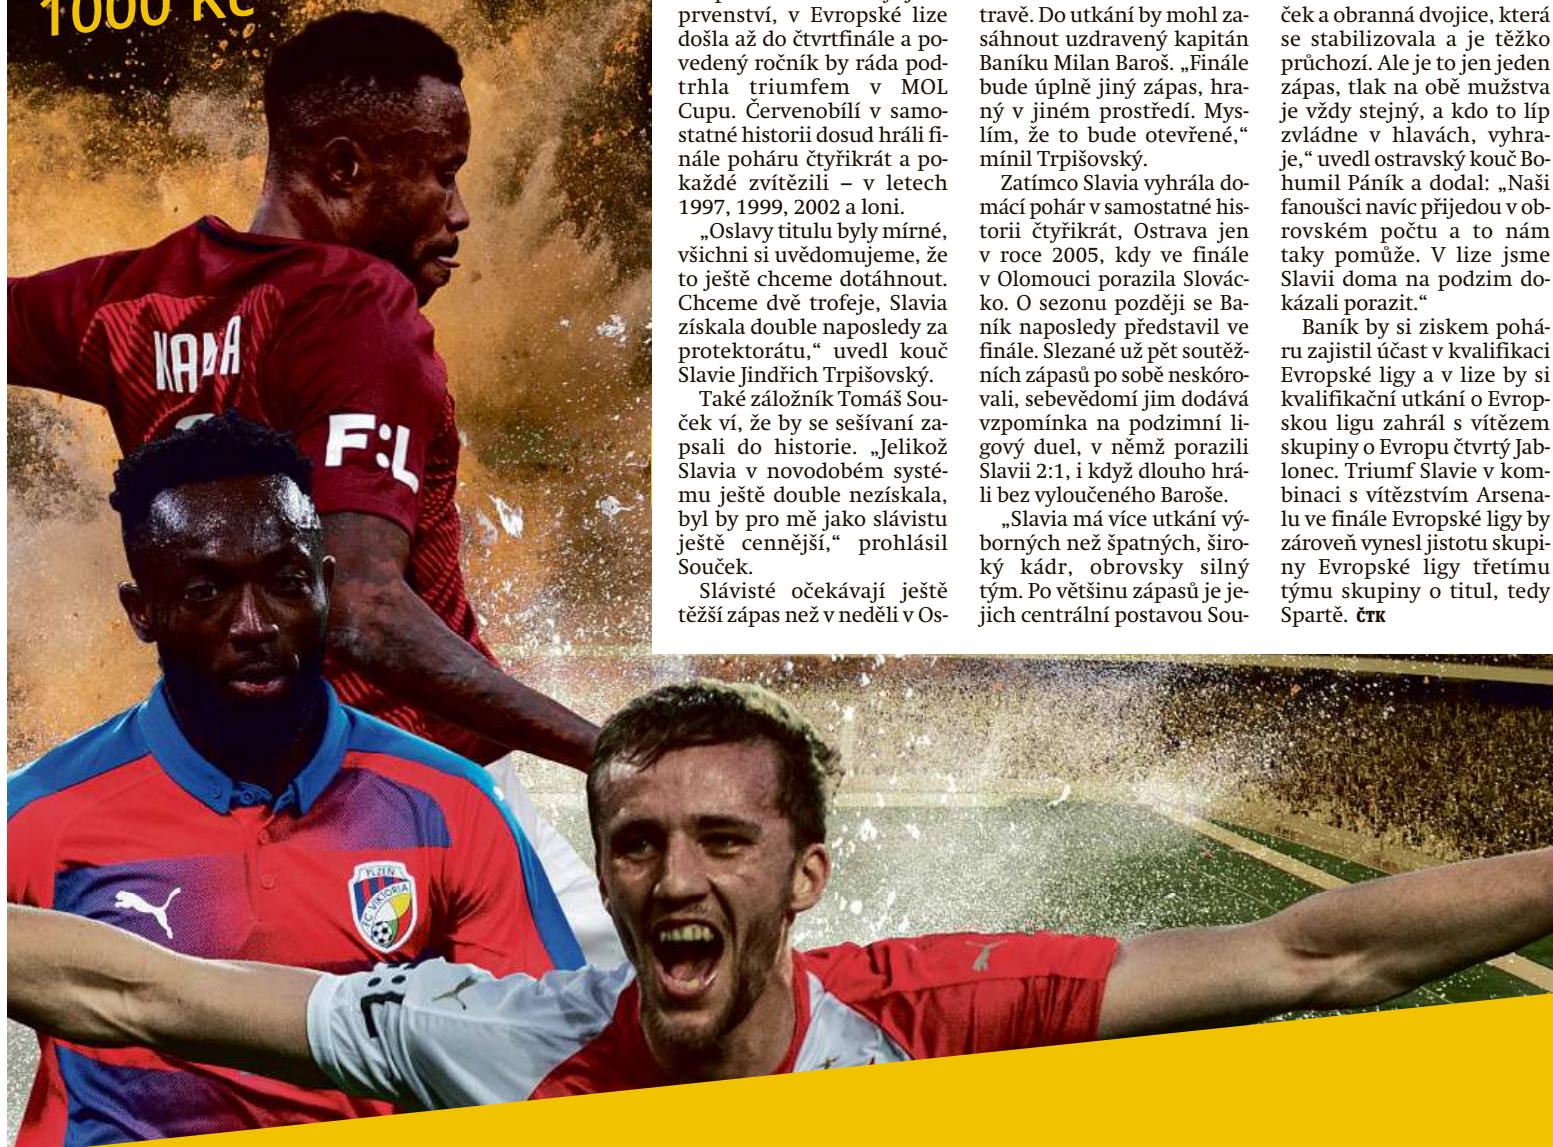 1000 Kč
prvenství, v Evropské lize
došla až do čtvrtfinále a po-
vedený ročník by ráda pod-
trhla triumfem v MOL
Cupu. Červenobílí v samo-
statné historii dosud hráli fi-
nále poháru čtyřikrát a po-
každé zvítězili – v letech
1997, 1999, 2002 a loni.
„Oslavy titulu byly mírné,
všichni si uvědomujeme, že
to ještě chceme dotáhnout.
Chceme dvě trofeje, Slavia
získala double naposledy za
protektorátu,“ uvedl kouč
Slavie Jindřich Trpišovský.
Také záložník Tomáš Sou-
ček ví, že by se sešívaní za-
psali do historie. „Jelikož
Slavia v novodobém systé-
mu ještě double nezískala,
byl by pro mě jako slávistu
ještě cennější,“ prohlásil
Souček.
Slávisté očekávají ještě
těžší zápas než v neděli v Os-
travě. Do utkání by mohl za-
sáhnout uzdravený kapitán
Baníku Milan Baroš. „Finále
bude úplně jiný zápas, hra-
ný v jiném prostředí. Mys-
lím, že to bude otevřené,“
mínil Trpišovský.
Zatímco Slavia vyhrála do-
mácí pohár v samostatné his-
torii čtyřikrát, Ostrava jen
v roce 2005, kdy ve finále
v Olomouci porazila Slovác-
ko. O sezonu později se Ba-
ník naposledy představil ve
finále. Slezané už pět soutěž-
ních zápasů po sobě neskóro-
vali, sebevědomí jim dodává
vzpomínka na podzimní li-
gový duel, v němž porazili
Slavii 2:1, i když dlouho hrá-
li bez vyloučeného Baroše.
„Slavia má více utkání vý-
borných než špatných, širo-
ký kádr, obrovsky silný
tým. Po většinu zápasů je je-
jich centrální postavou Sou-
ček a obranná dvojice, která
se stabilizovala a je těžko
průchozí. Ale je to jen jeden
zápas, tlak na obě mužstva
je vždy stejný, a kdo to líp
zvládne v hlavách, vyhra-
je,“ uvedl ostravský kouč Bo-
humil Páník a dodal: „Naši
fanoušci navíc přijedou v ob-
rovském počtu a to nám
taky pomůže. V lize jsme
Slavii doma na podzim do-
kázali porazit.“
Baník by si ziskem pohá-
ru zajistil účast v kvalifikaci
Evropské ligy a v lize by si
kvalifikační utkání o Evrop-
skou ligu zahrál s vítězem
skupiny o Evropu čtvrtý Jab-
lonec. Triumf Slavie v kom-
binaci s vítězstvím Arsena-
lu ve finále Evropské ligy by
zároveň vynesl jistotu skupi-
ny Evropské ligy třetímu
týmu skupiny o titul, tedy
Spartě. ČTK
F:L
PLZEŇ
FC VIKTORIA